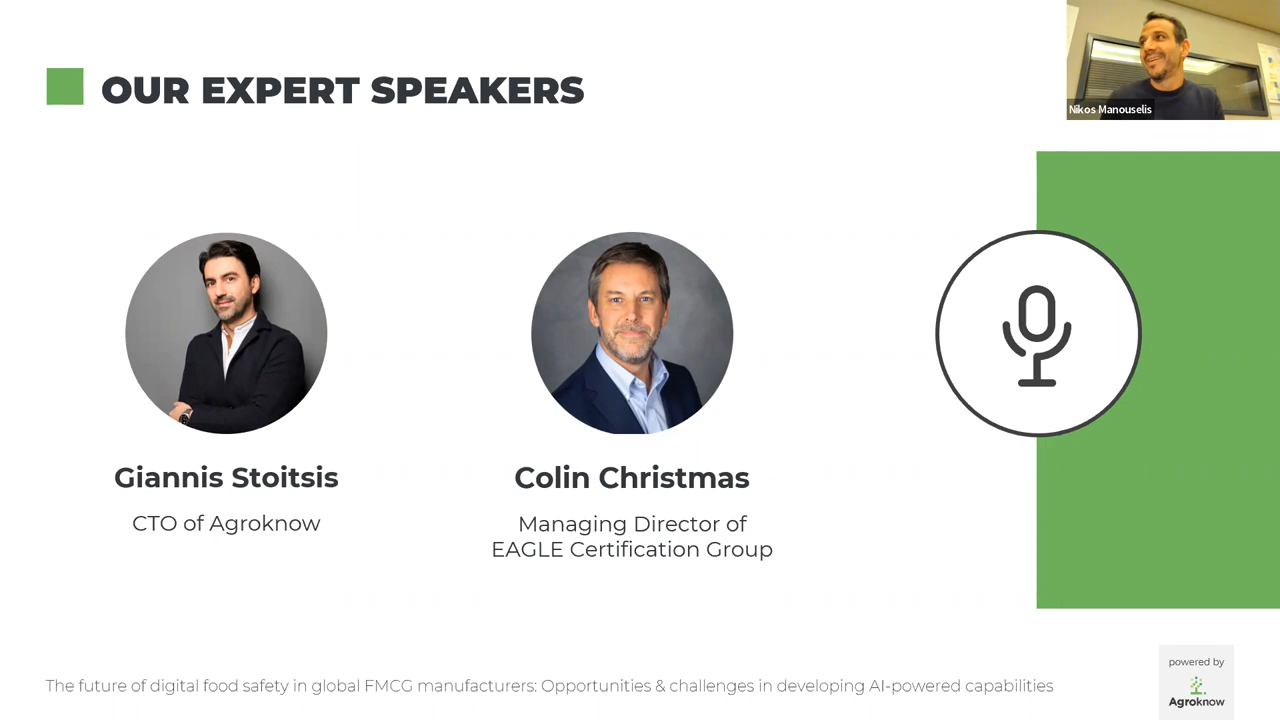 OUR EXPERT SPEAKERS
Nikos Manouselis
Giannis Stoitsis
CTO of Agroknow
Colin Christmas
Managing Director of
EAGLE Certification Group
The future of digital food safety in global FMCG manufacturers: Opportunities & challenges in developing AI-powered capabilities
powered by
Agroknow